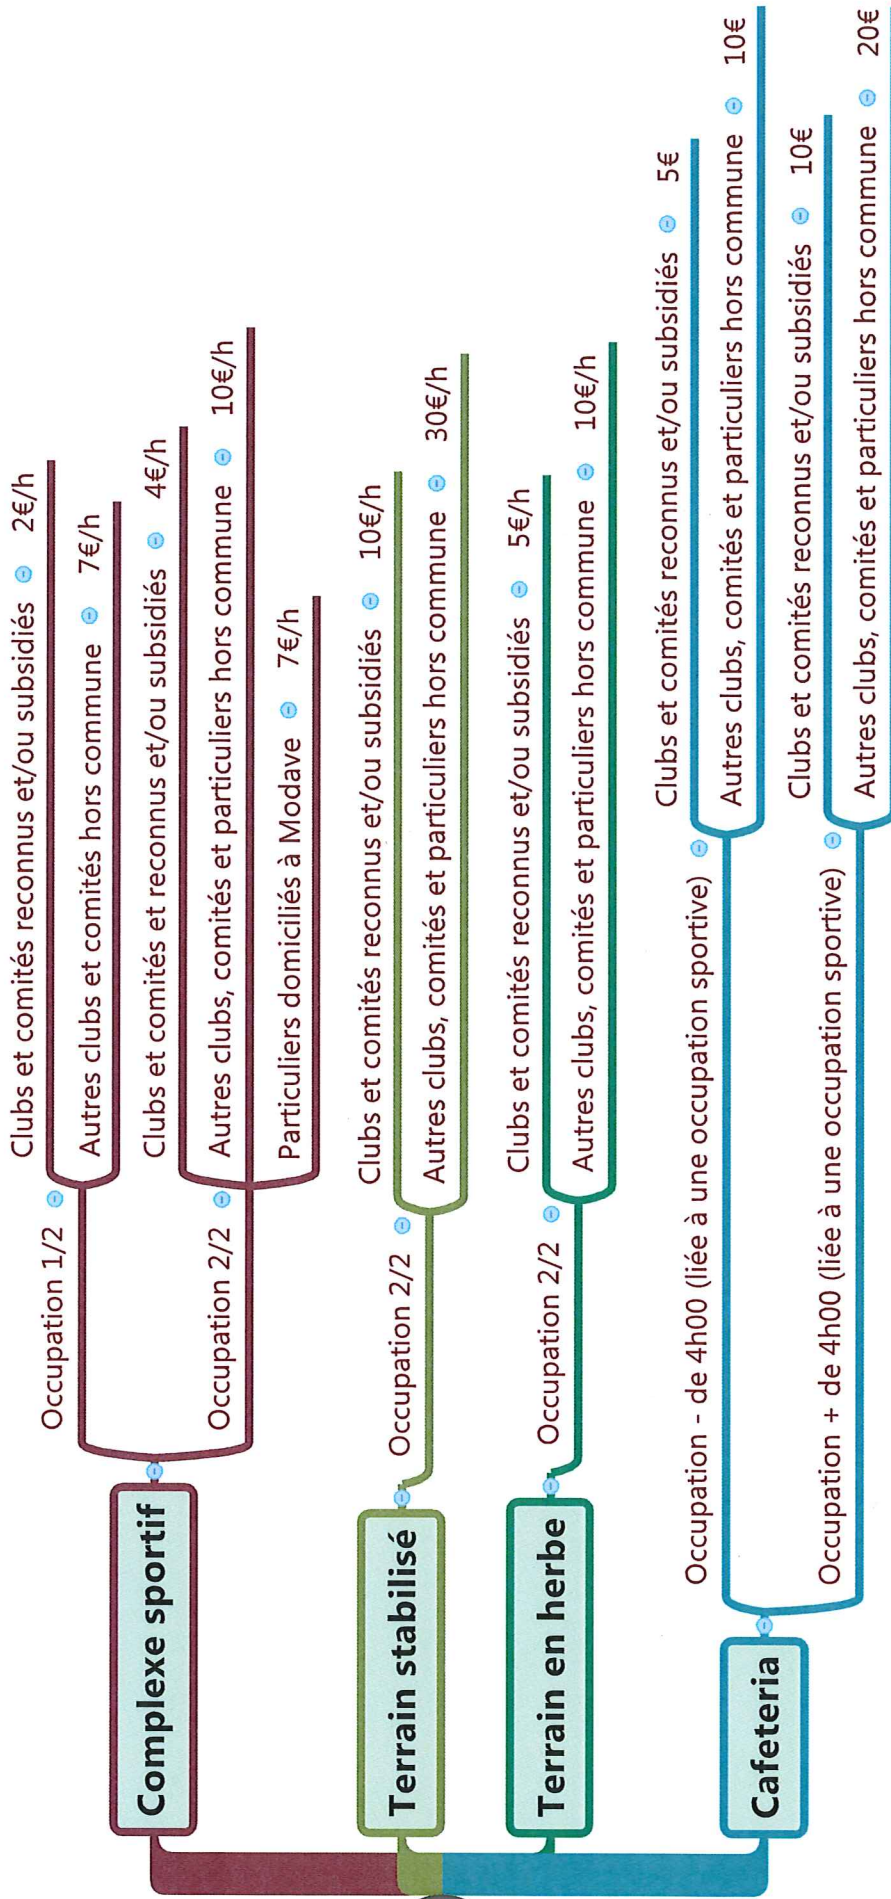 Complexe sportif
Occupation 1/2
Clubs et comités reconnus et/ou subsidiés 2€/h
Autres clubs et comités hors commune 7€/h
Occupation 2/2
Clubs et comités et reconnus et/ou subsidiés 4€/h
Autres clubs, comités et particuliers hors commune 10€/h
Particuliers domiciliés à Modave 7€/h
Terrain stabilisé
Occupation 2/2
Clubs et comités reconnus et/ou subsidiés 10€/h
Autres clubs, comités et particuliers hors commune 30€/h
Terrain en herbe
Occupation 2/2
Clubs et comités reconnus et/ou subsidiés 5€/h
Autres clubs, comités et particuliers hors commune 10€/h
Cafeteria
Occupation - de 4h00 (liée à une occupation sportive)
Clubs et comités reconnus et/ou subsidiés 5€
Autres clubs, comités et particuliers hors commune 10€
Occupation + de 4h00 (liée à une occupation sportive)
Clubs et comités reconnus et/ou subsidiés 10€
Autres clubs, comités et particuliers hors commune 20€